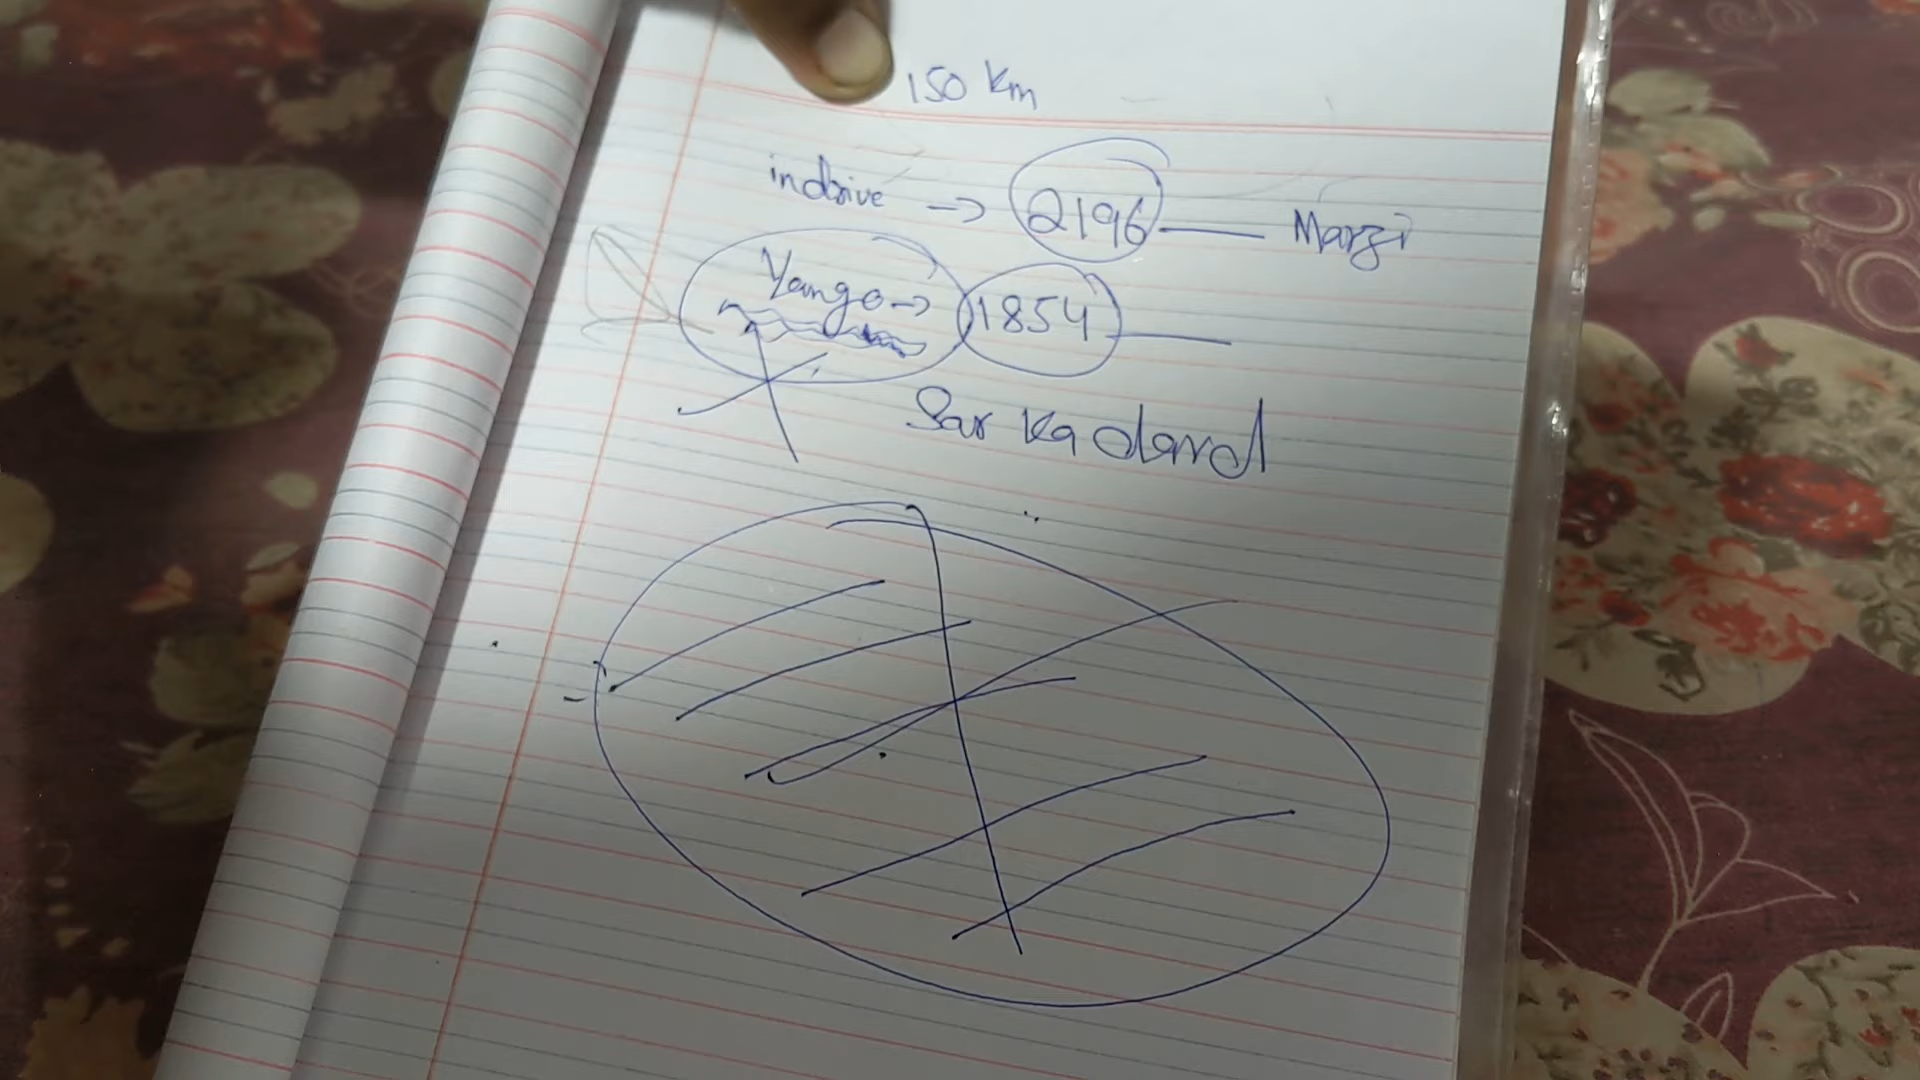 150 Km
indrive → 2196 — Marzi
Yango → 1854 —
Sar Ka dard